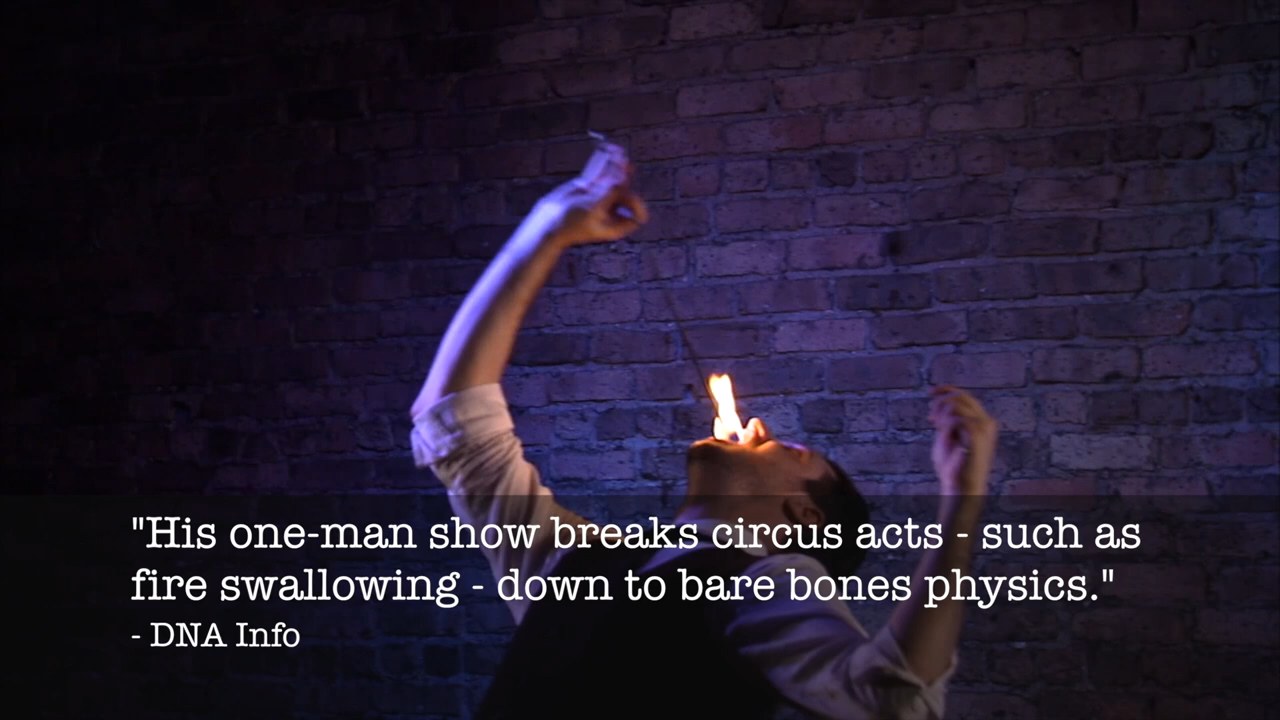 "His one-man show breaks circus acts - such as
fire swallowing - down to bare bones physics."
- DNA Info